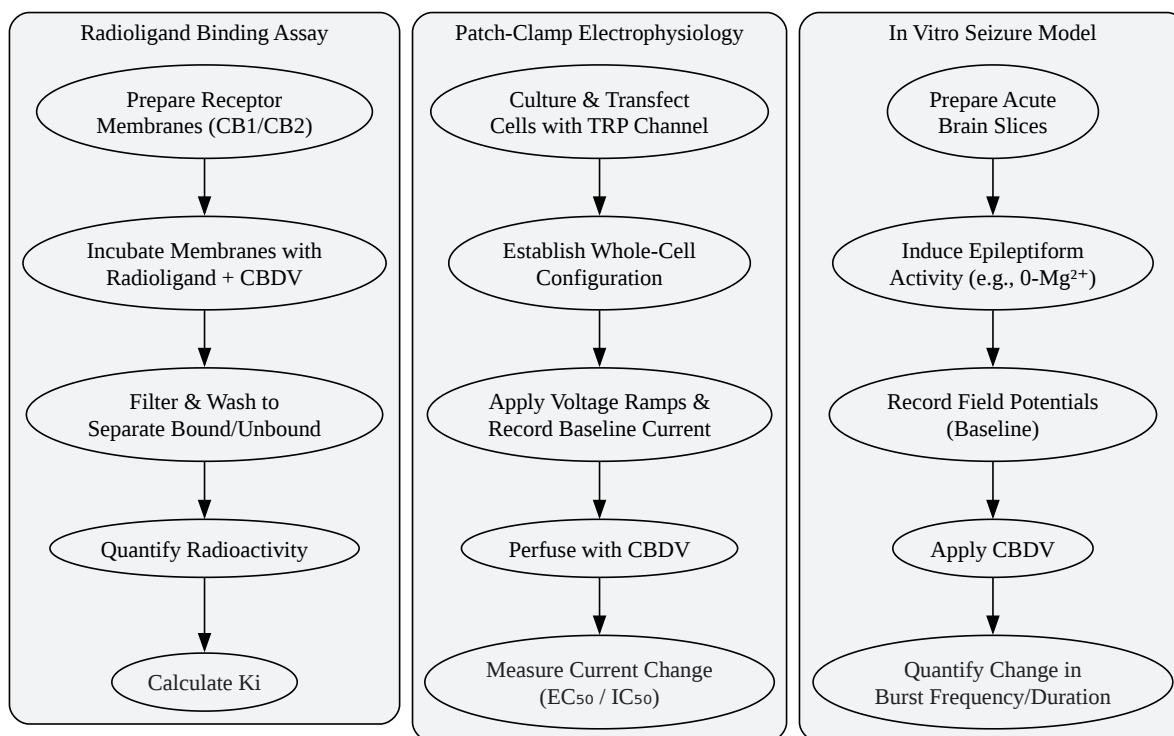 Radioligand Binding Assay
Prepare Receptor
Membranes (CB1/CB2)
Incubate Membranes with
Radioligand + CBDV
Filter & Wash to
Separate Bound/Unbound
Quantify Radioactivity
Calculate Ki
Patch-Clamp Electrophysiology
Culture & Transfect
Cells with TRP Channel
Establish Whole-Cell
Configuration
Apply Voltage Ramps &
Record Baseline Current
Perfuse with CBDV
Measure Current Change
(EC₅₀ / IC₅₀)
In Vitro Seizure Model
Prepare Acute
Brain Slices
Induce Epileptiform
Activity (e.g., 0-Mg²⁺)
Record Field Potentials
(Baseline)
Apply CBDV
Quantify Change in
Burst Frequency/Duration